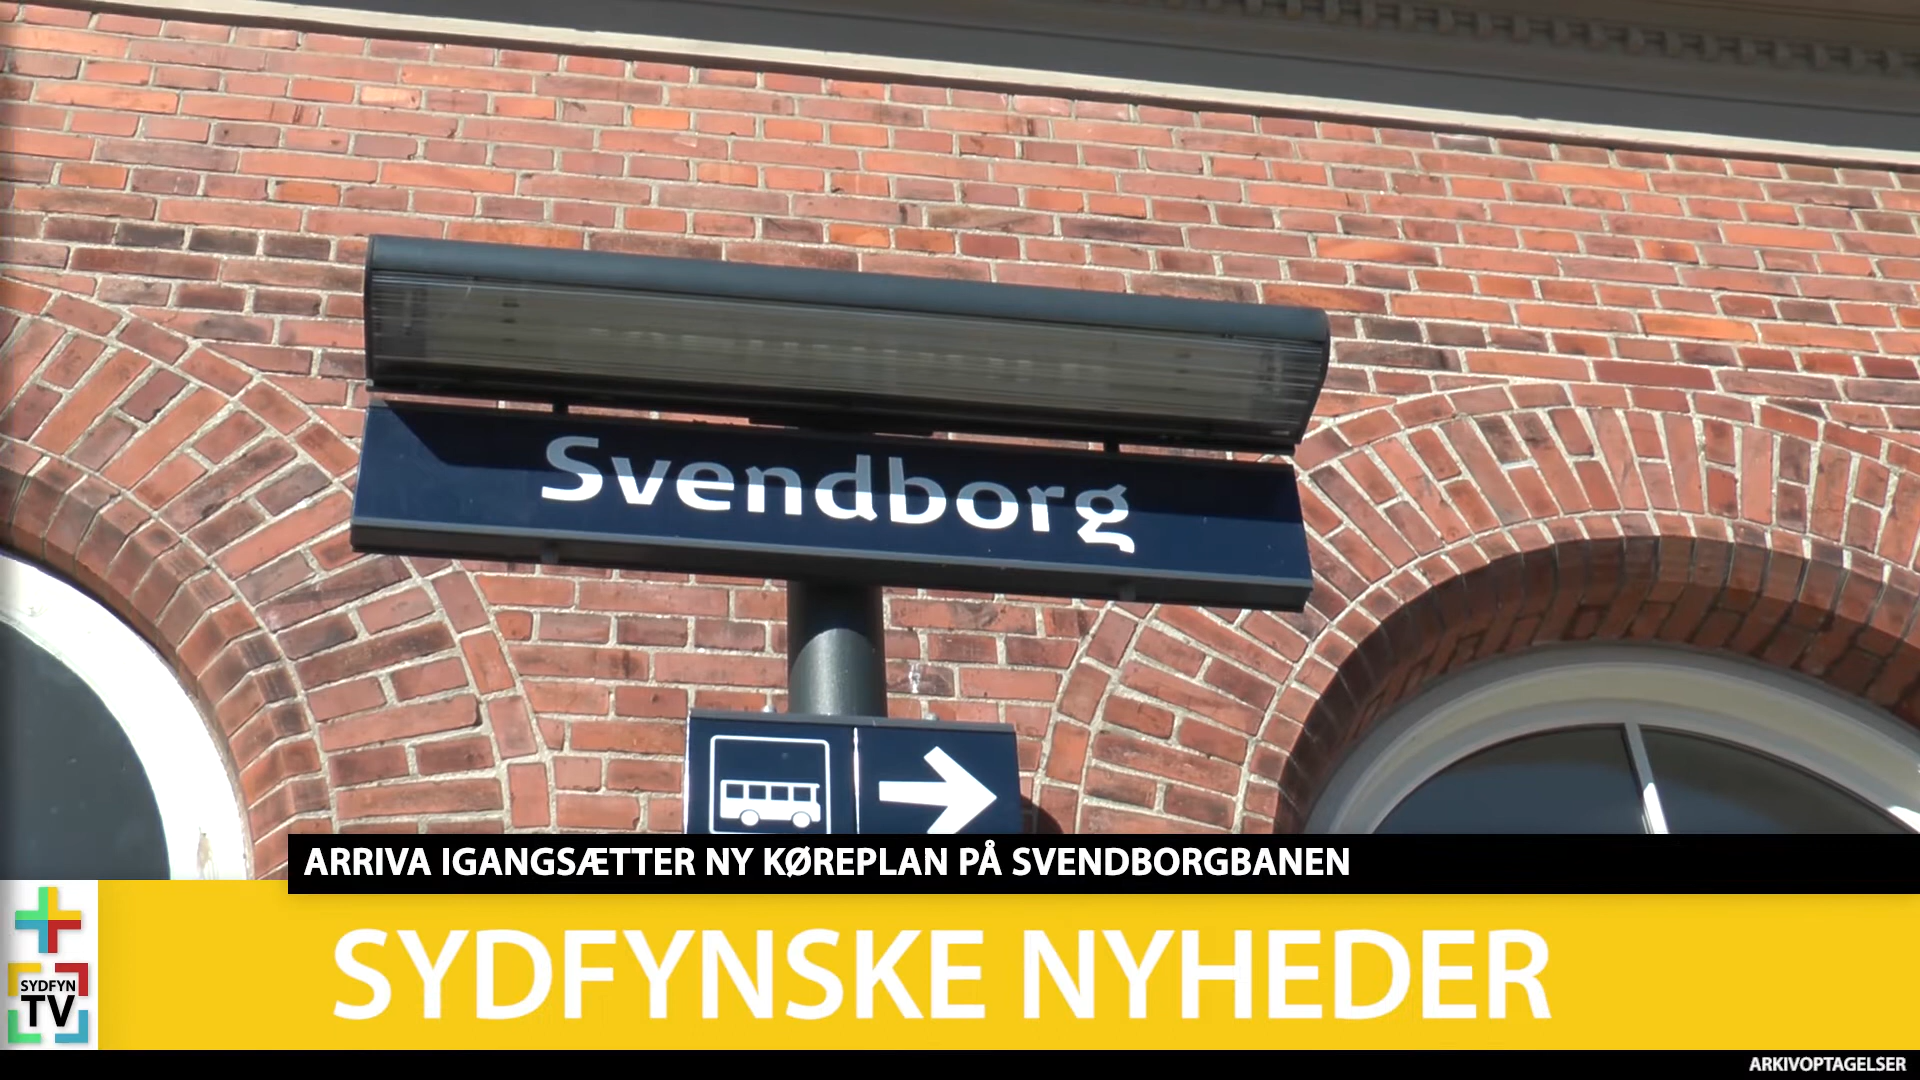 Svendborg
ARRIVA IGANGSÆTTER NY KØREPLAN PÅ SVENDBORGBANEN
SYDFYNSKE NYHEDER
SYDFYN
TV
ARKIVOPTAGELSER